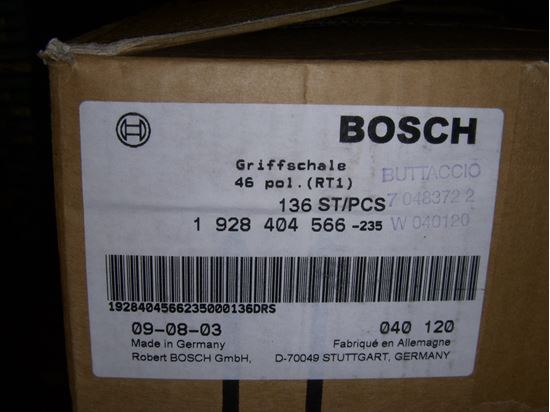 BOSCH
Griffschale
46 pol.(RT1)
BUTTACCIO
136 ST/PCS
7 048372 2
1 928 404 566 -235
W 040120
1928404566235000136DRS
09-08-03
040 120
Made in Germany
Fabriqué en Allemagne
Robert BOSCH GmbH,
D-70049 STUTTGART, GERMANY